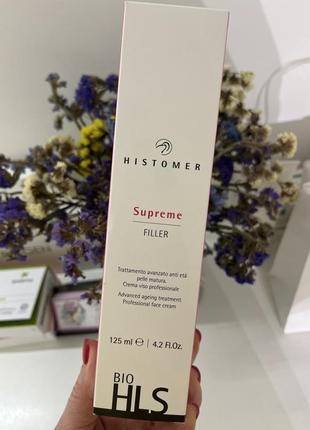 HISTOMER
Supreme
FILLER
Trattamento avanzato anti età
pelle matura.
Crema viso professionale
Advanced ageing treatment
Professional face cream
125 ml ℮ | 4.2 Fl.Oz.
BIO
HLS